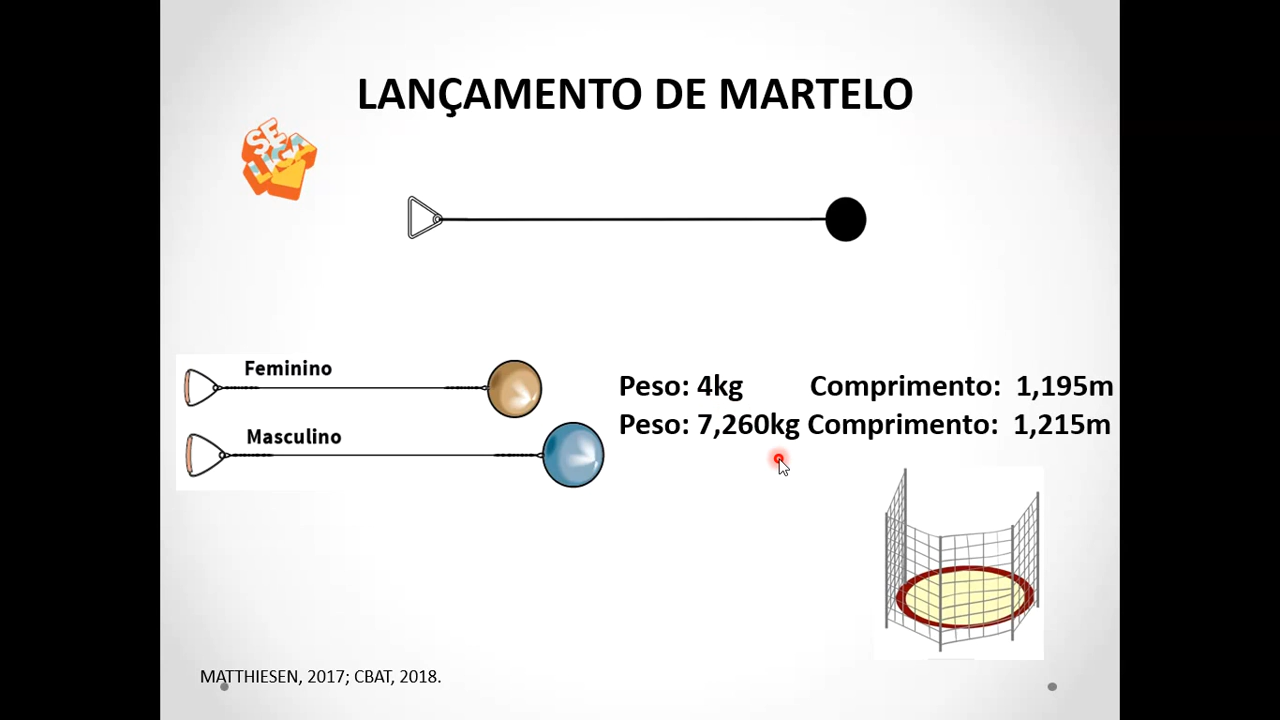 LANÇAMENTO DE MARTELO
SE
LIGA
Feminino
Peso: 4kg Comprimento: 1,195m
Masculino
Peso: 7,260kg Comprimento: 1,215m
MATTHIESEN, 2017; CBAT, 2018.